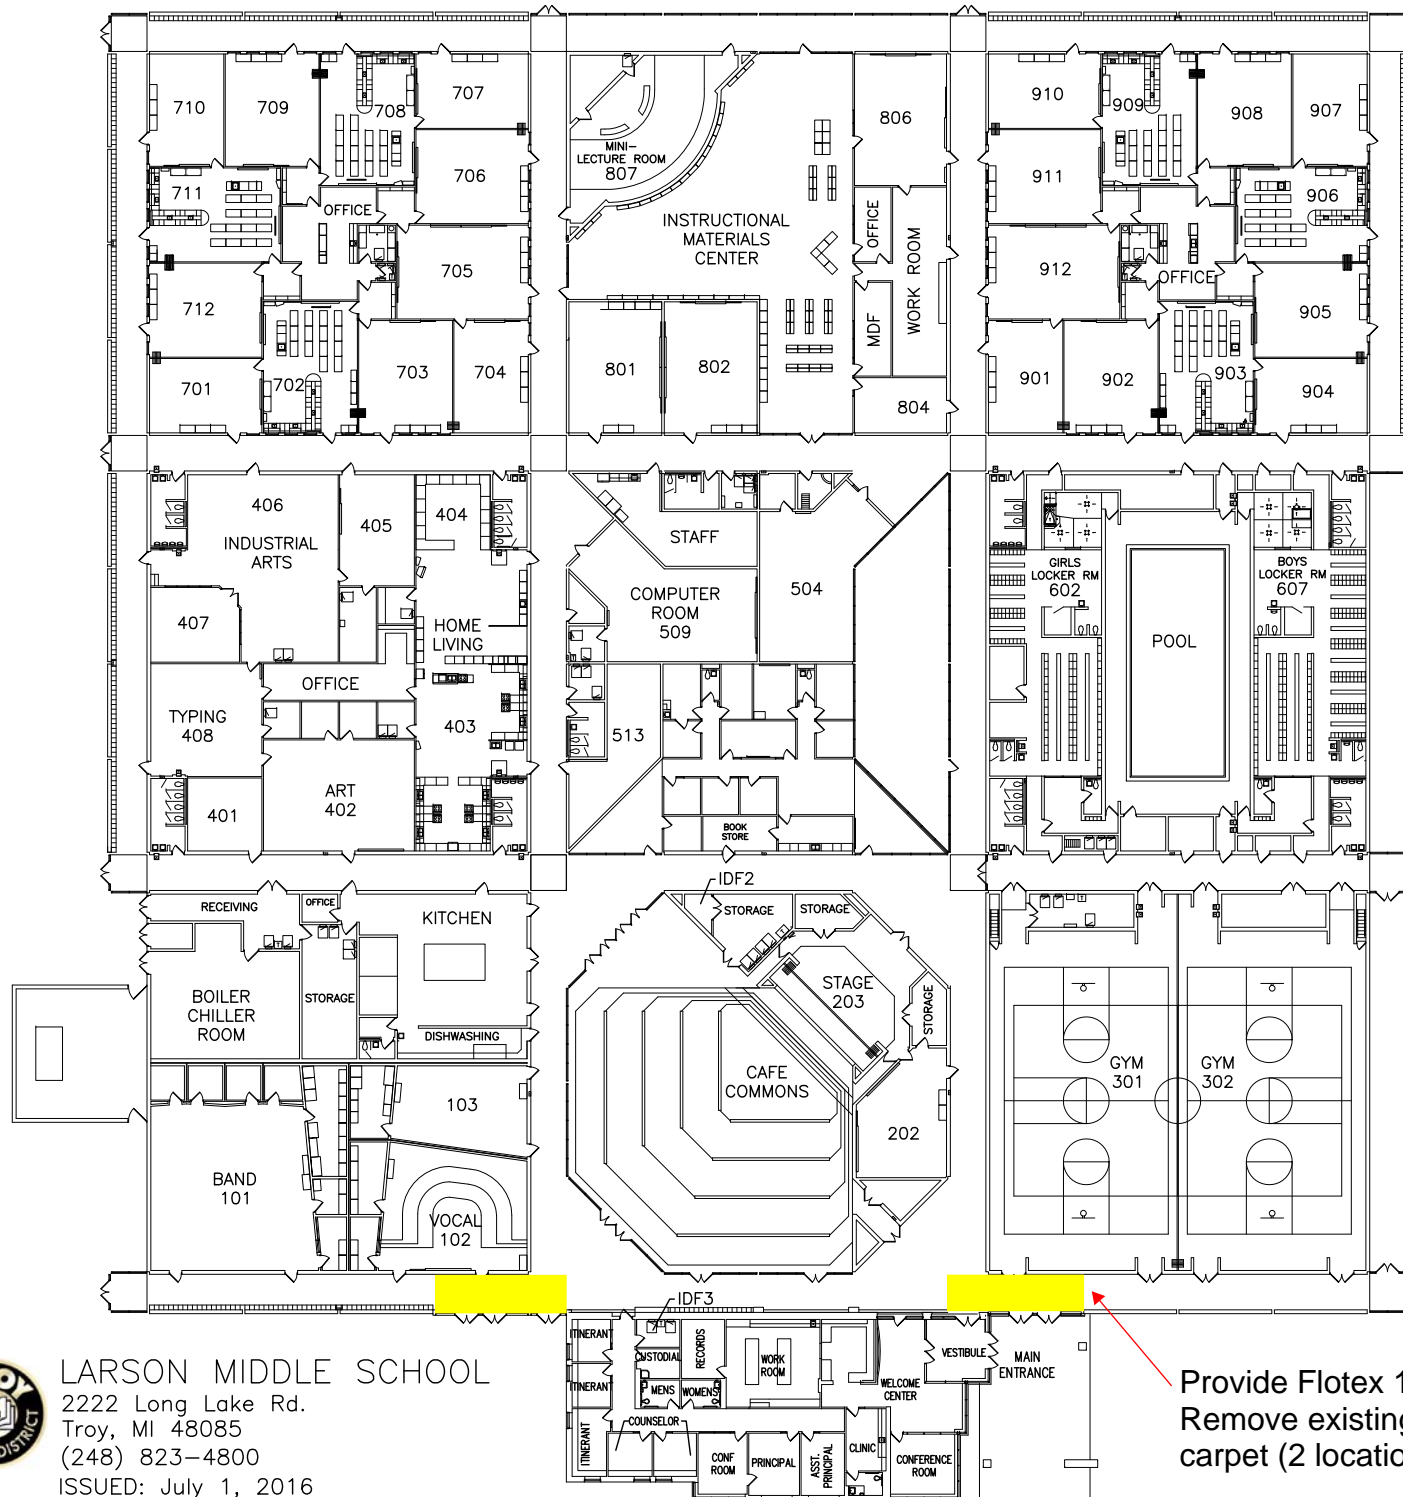 710
709
708
707
711
706
OFFICE
705
712
701
702
703
704
MINI-
LECTURE ROOM
807
INSTRUCTIONAL
MATERIALS
CENTER
806
OFFICE
WORK ROOM
MDF
801
802
804
910
909
908
907
911
906
912
OFFICE
905
901
902
903
904
406
INDUSTRIAL
ARTS
405
404
407
HOME
LIVING
OFFICE
TYPING
408
403
ART
402
401
STAFF
COMPUTER
ROOM
509
504
513
BOOK
STORE
GIRLS
LOCKER RM
602
BOYS
LOCKER RM
607
POOL
RECEIVING
OFFICE
KITCHEN
BOILER
CHILLER
ROOM
STORAGE
DISHWASHING
103
BAND
101
VOCAL
102
IDF2
STORAGE
STORAGE
STAGE
203
STORAGE
CAFE
COMMONS
202
GYM
301
GYM
302
IDF3
ITINERANT
CUSTODIAL
RECORDS
WORK
ROOM
ITINERANT
MENS
WOMENS
ITINERANT
COUNSELOR
CONF
ROOM
PRINCIPAL
ASST.
PRINCIPAL
CLINIC
WELCOME
CENTER
VESTIBULE
CONFERENCE
ROOM
MAIN
ENTRANCE
Provide Flotex 1
Remove existing
carpet (2 locatio
OY
DISTRICT
LARSON MIDDLE SCHOOL
2222 Long Lake Rd.
Troy, MI 48085
(248) 823-4800
ISSUED: July 1, 2016